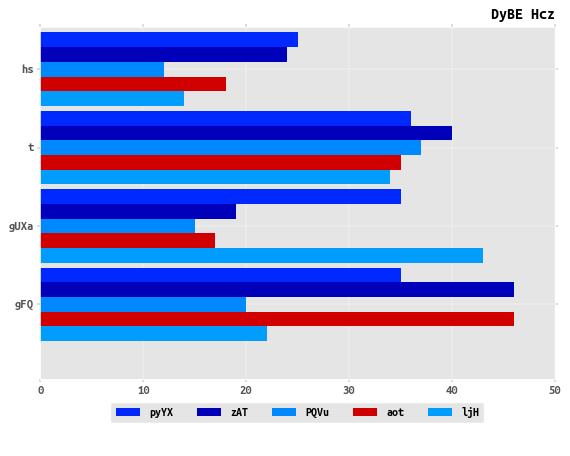 DyBE Hcz
hs
t
gUXa
gFQ
0 10 20 30 40 50
pyYX zAT PQVu aot ljH